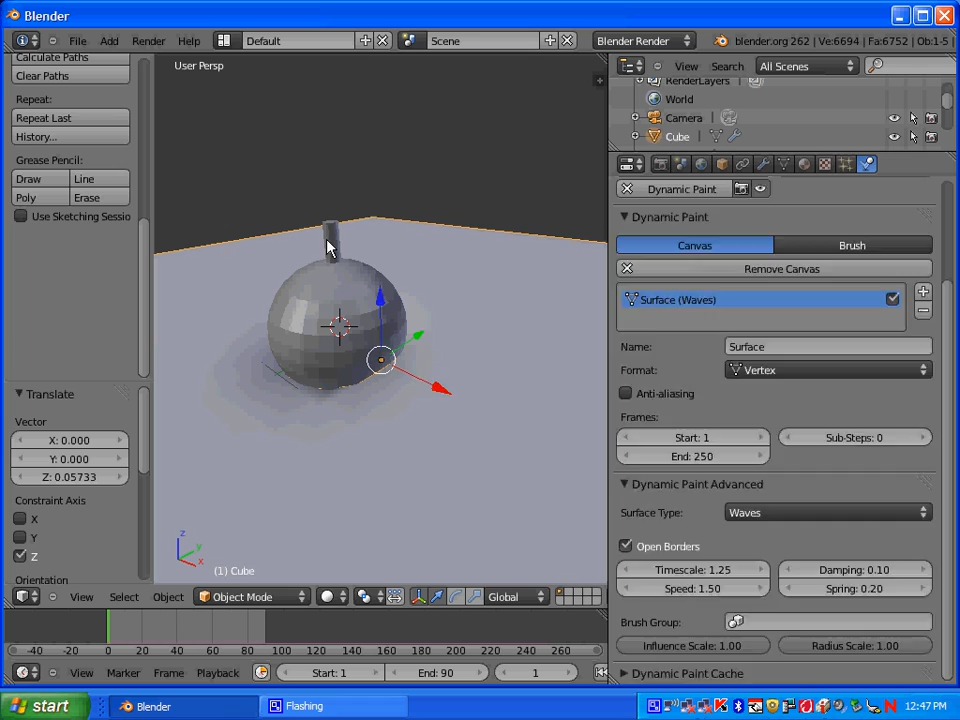 Blender
File Add Render Help Default Scene Blender Render blender.org 262 | Ve:6694 | Fa:6752 | Ob:1-5 |
Calculate Paths
Clear Paths
Repeat:
Repeat Last
History...
Grease Pencil:
Draw Line
Poly Erase
Use Sketching Sessio
Translate
Vector
X: 0.000
Y: 0.000
Z: 0.05733
Constraint Axis
X
Y
Z
Orientation
User Persp
z
y
x
(1) Cube
View Select Object Object Mode Global
-40 -20 0 20 40 60 80 100 120 140 160 180 200 220 240 260
View Marker Frame Playback Start: 1 End: 90 1
View Search All Scenes
RenderLayers
World
Camera
Cube
Dynamic Paint
Dynamic Paint
Canvas Brush
Remove Canvas
Surface (Waves)
Name: Surface
Format: Vertex
Anti-aliasing
Frames:
Start: 1 Sub-Steps: 0
End: 250
Dynamic Paint Advanced
Surface Type: Waves
Open Borders
Timescale: 1.25 Damping: 0.10
Speed: 1.50 Spring: 0.20
Brush Group:
Influence Scale: 1.00 Radius Scale: 1.00
Dynamic Paint Cache
start Blender Flashing 12:47 PM